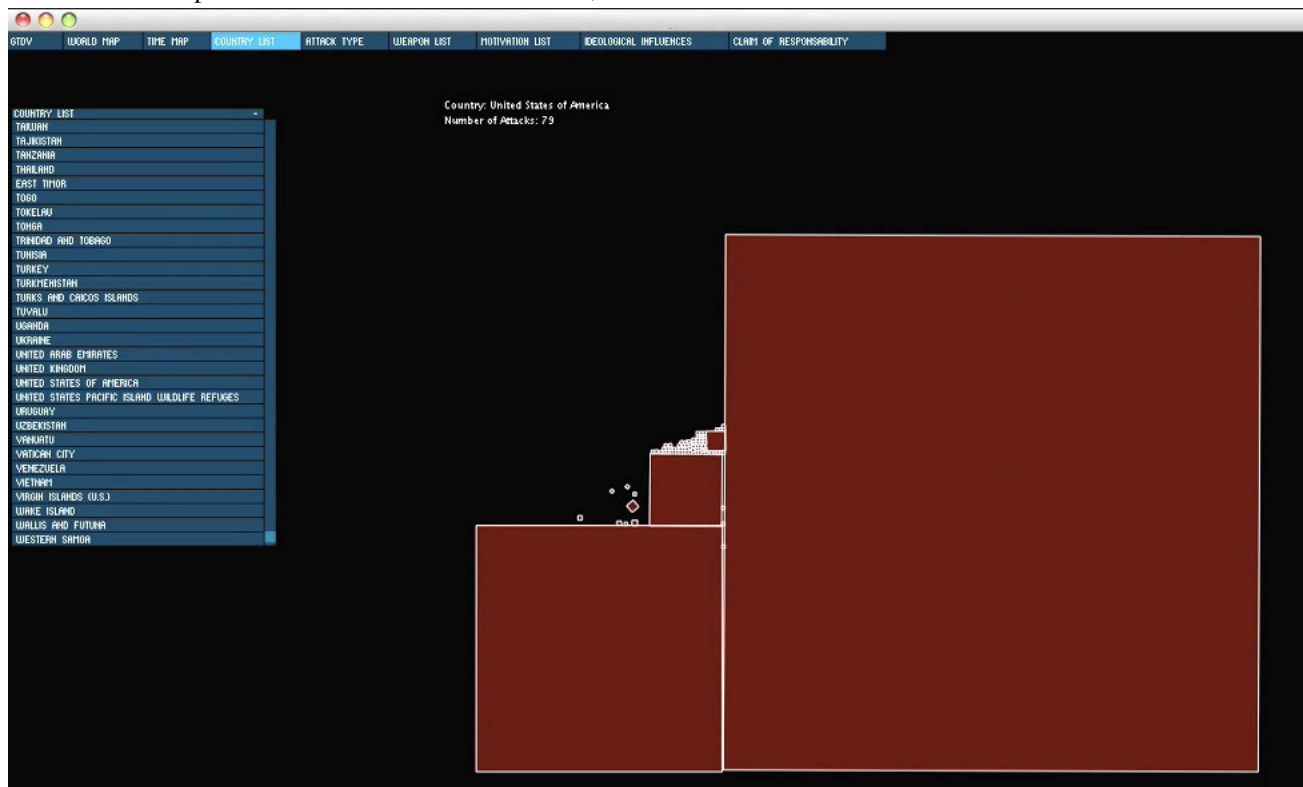 GTDV WORLD MAP TIME MAP COUNTRY LIST ATTACK TYPE WEAPON LIST MOTIVATION LIST IDEOLOGICAL INFLUENCES CLAIM OF RESPONSABILITY
Country: United States of America
Number of Attacks: 79
COUNTRY LIST -
TAIWAN
TAJIKISTAN
TANZANIA
THAILAND
EAST TIMOR
TOGO
TOKELAU
TONGA
TRINIDAD AND TOBAGO
TUNISIA
TURKEY
TURKMENISTAN
TURKS AND CAICOS ISLANDS
TUVALU
UGANDA
UKRAINE
UNITED ARAB EMIRATES
UNITED KINGDOM
UNITED STATES OF AMERICA
UNITED STATES PACIFIC ISLAND WILDLIFE REFUGES
URUGUAY
UZBEKISTAN
VANUATU
VATICAN CITY
VENEZUELA
VIETNAM
VIRGIN ISLANDS (U.S.)
WAKE ISLAND
WALLIS AND FUTUNA
WESTERN SAMOA